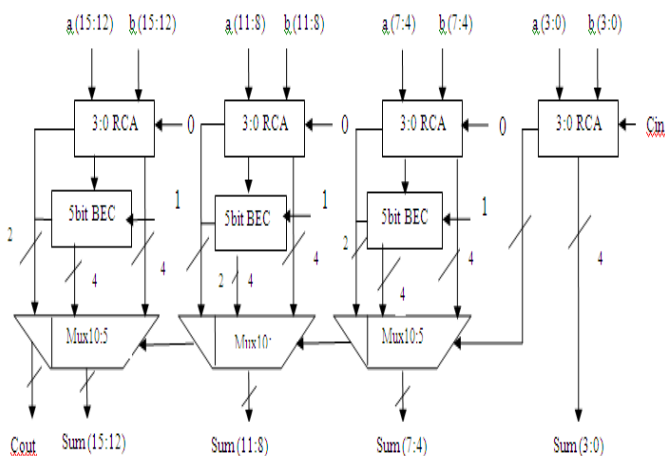 a(15:12) b(15:12) a(11:8) b(11:8) a(7:4) b(7:4) a(3:0) b(3:0)
3:0 RCA 0 3:0 RCA 0 3:0 RCA 0 3:0 RCA Cin
5bit BEC 1 5bit BEC 1 5bit BEC 1
2 4 4 2 4 4 2 4 4 4
Mux10:5 Mux10: Mux10:5
Cout Sum(15:12) Sum(11:8) Sum(7:4) Sum(3:0)